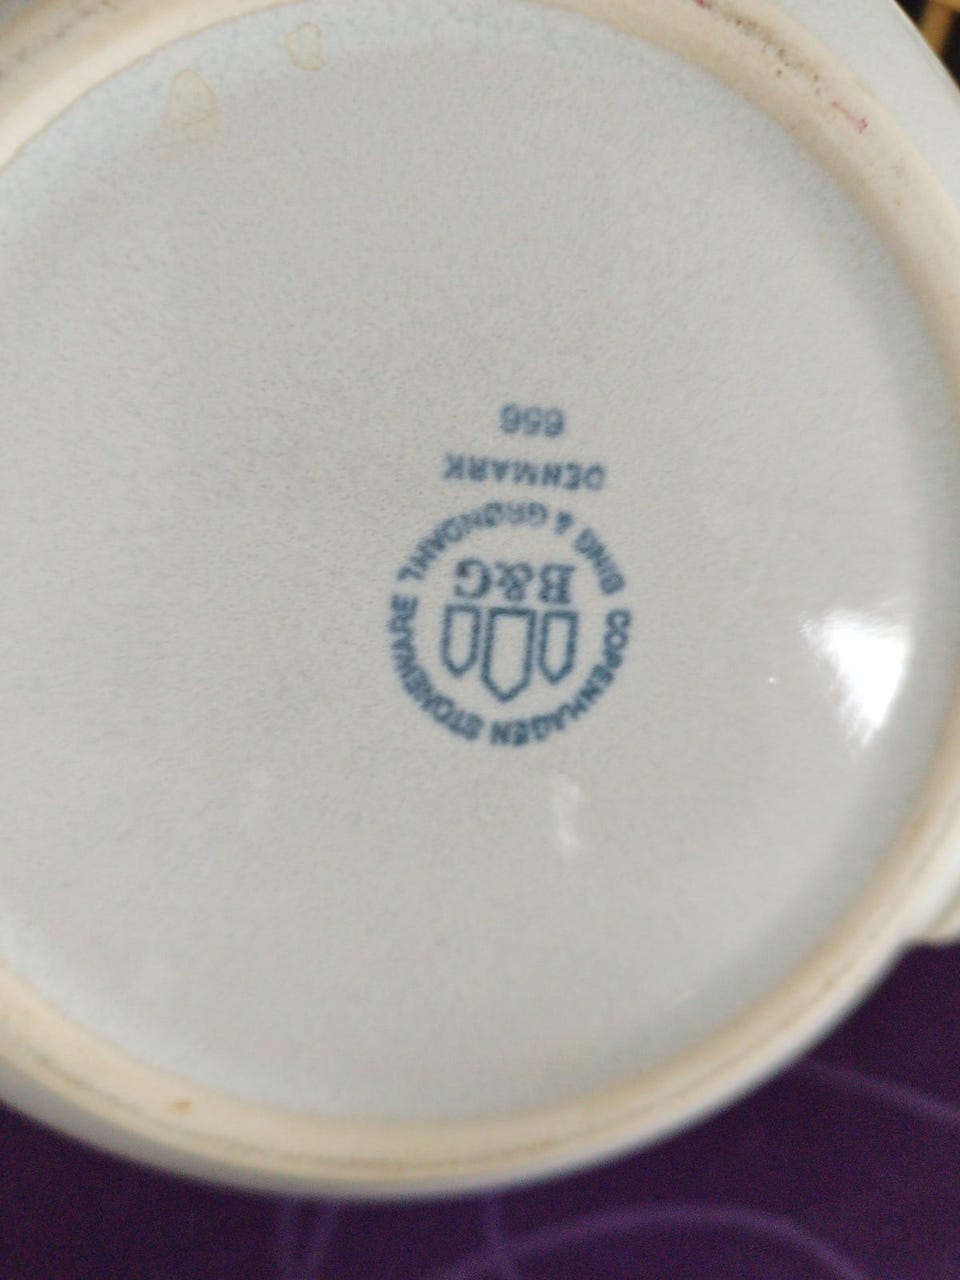 COPENHAGEN STONEWARE
B&G
BING & GRØNDAHL
DENMARK
656